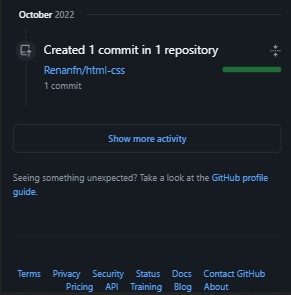 October 2022
Created 1 commit in 1 repository
Renanfn/html-css
1 commit
Show more activity
Seeing something unexpected? Take a look at the GitHub profile
guide.
Terms Privacy Security Status Docs Contact GitHub
Pricing API Training Blog About